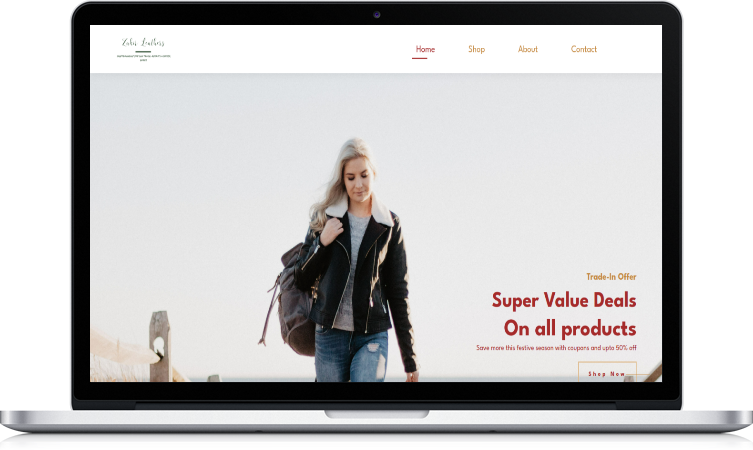 Zahir Leathers
Home Shop About Contact
Trade-In Offer
Super Value Deals
On all products
Save more this festive season with coupons and upto 50% off
Shop Now